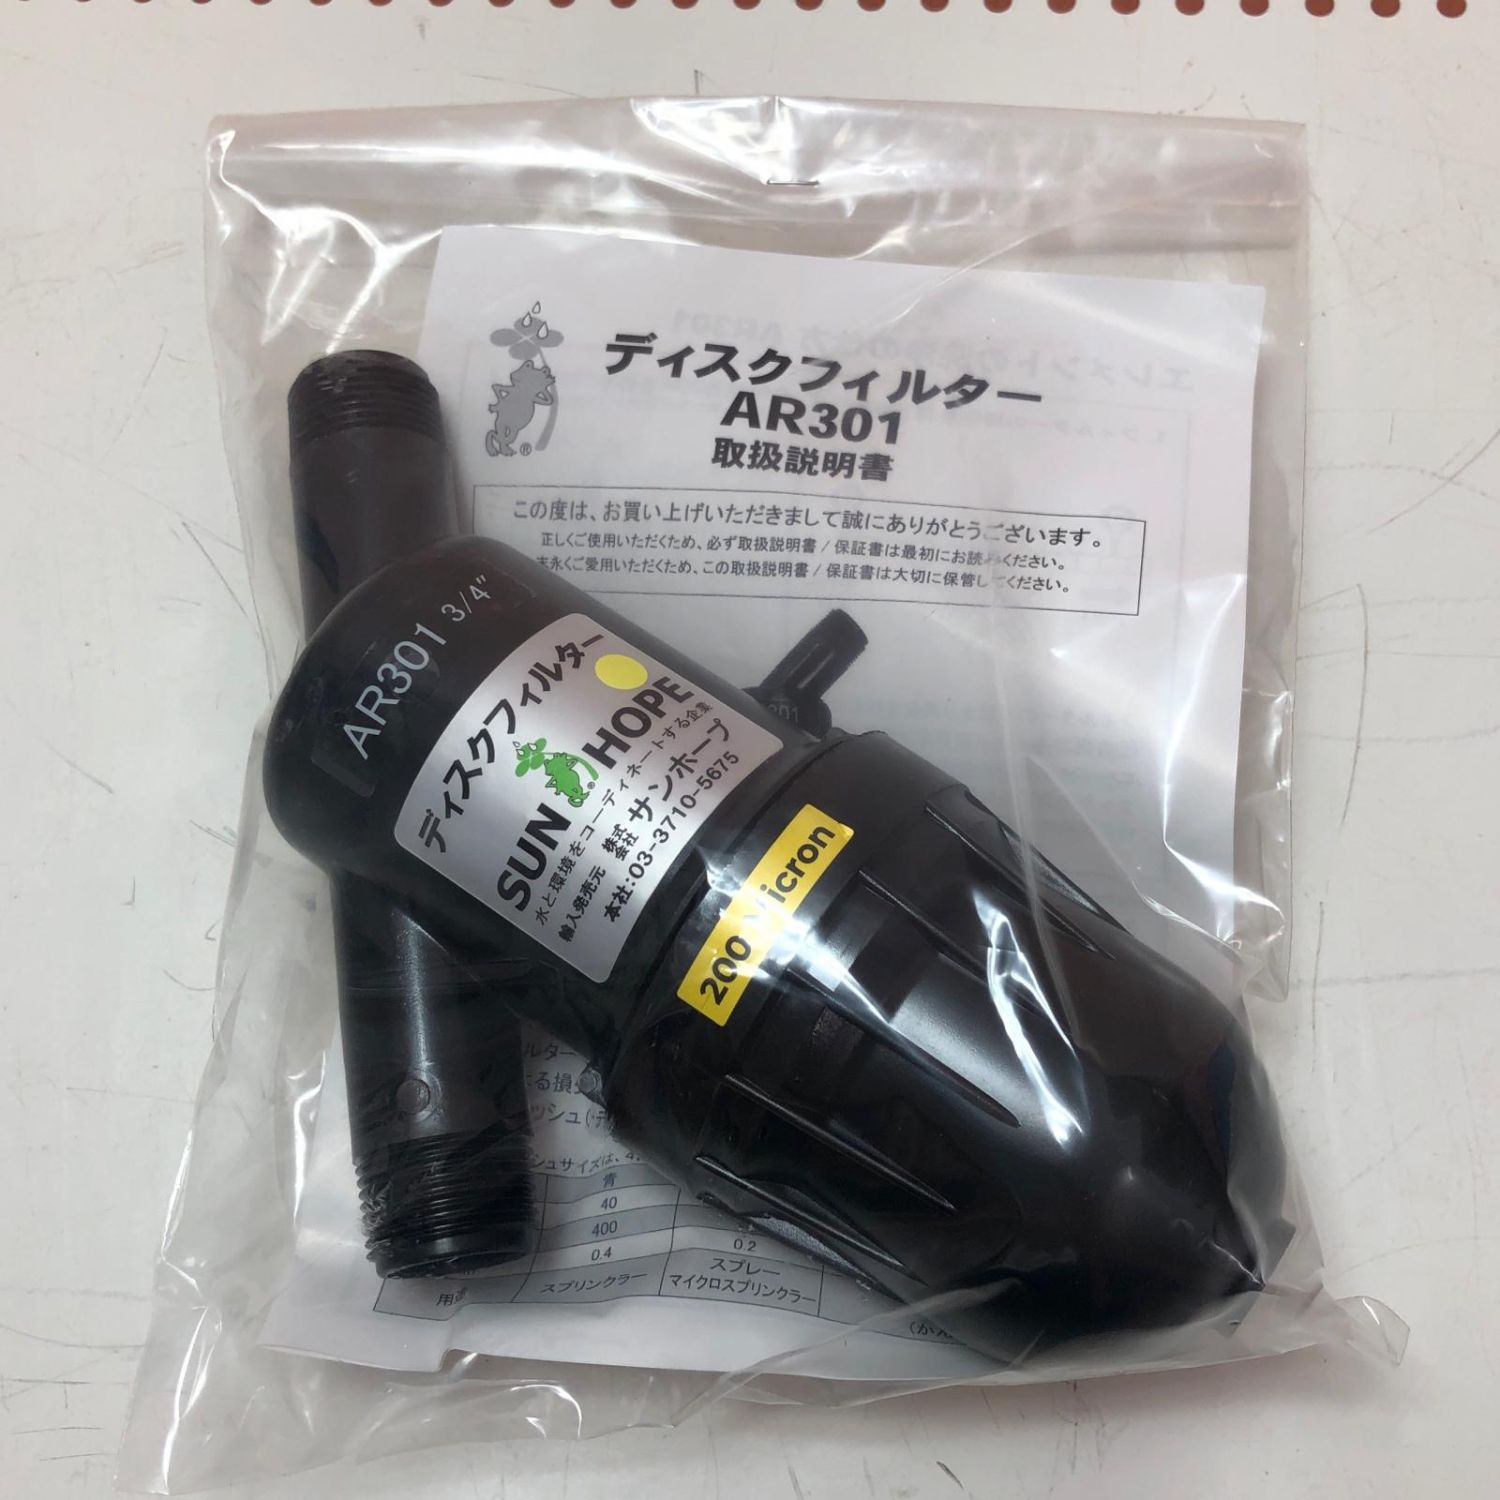 ディスクフィルター
AR301
取扱説明書
®
この度は、お買い上げいただきまして誠にありがとうございます。
正しくご使用いただくため、必ず取扱説明書/保証書は最初にお読みください。
末永くご愛用いただくため、この取扱説明書/保証書は大切に保管してください。
AR301 3/4"
ディスクフィルター
SUN HOPE
®
水と環境をコーディネートする企業
輸入発売元 株式会社 サンホープ
本社:03-3710-5675
200 Micron
青
40
400
0.4 0.2
スプリンクラー スプレー
マイクロスプリンクラー